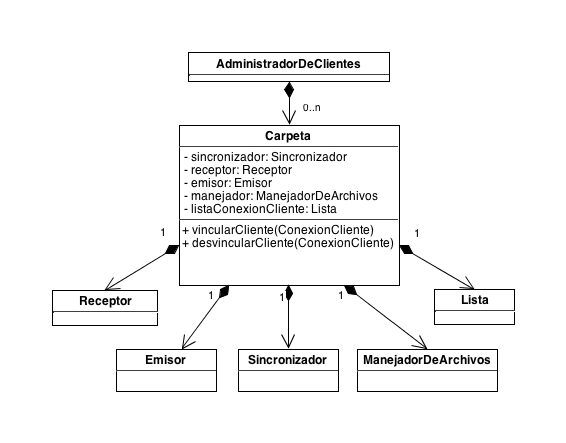 AdministradorDeClientes
0..n
Carpeta
- sincronizador: Sincronizador
- receptor: Receptor
- emisor: Emisor
- manejador: ManejadorDeArchivos
- listaConexionCliente: Lista
+ vincularCliente(ConexionCliente)
+ desvincularCliente(ConexionCliente)
1
1
1
1
1
Receptor
Lista
Emisor
Sincronizador
ManejadorDeArchivos